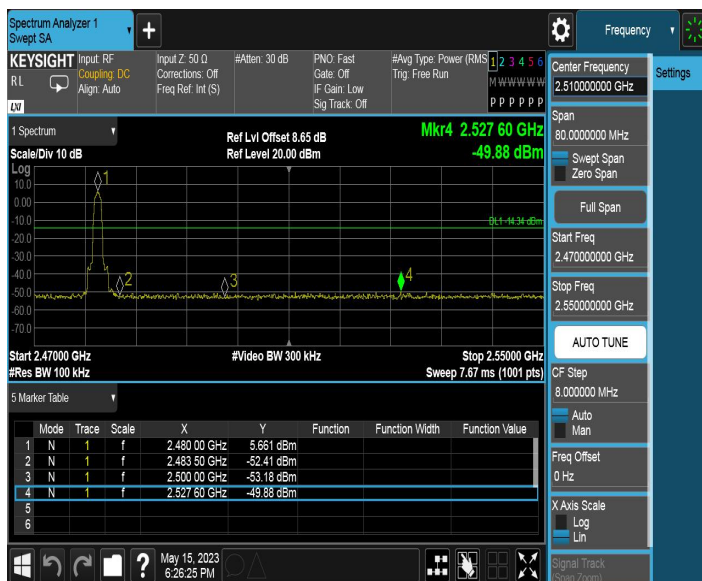 Spectrum Analyzer 1
Swept SA
+
Frequency
KEYSIGHT
RL
LXI
Input: RF
Coupling: DC
Align: Auto
Input Z: 50 Ω
Corrections: Off
Freq Ref: Int (S)
#Atten: 30 dB
PNO: Fast
Gate: Off
IF Gain: Low
Sig Track: Off
#Avg Type: Power (RMS
Trig: Free Run
1 2 3 4 5 6
M W W W W W
P P P P P P
1 Spectrum
Scale/Div 10 dB
Ref Lvl Offset 8.65 dB
Ref Level 20.00 dBm
Mkr4 2.527 60 GHz
-49.88 dBm
Log
10.0
0.00
-10.0
-20.0
-30.0
-40.0
-50.0
-60.0
-70.0
1
2
3
4
DL1 -14.34 dBm
Start 2.47000 GHz
#Video BW 300 kHz
Stop 2.55000 GHz
#Res BW 100 kHz
Sweep 7.67 ms (1001 pts)
5 Marker Table
Mode Trace Scale X Y Function Function Width Function Value
1 N 1 f 2.480 00 GHz 5.661 dBm
2 N 1 f 2.483 50 GHz -52.41 dBm
3 N 1 f 2.500 00 GHz -53.18 dBm
4 N 1 f 2.527 60 GHz -49.88 dBm
5
6
?
May 15, 2023
6:26:25 PM
Center Frequency
2.510000000 GHz
Span
80.0000000 MHz
Swept Span
Zero Span
Full Span
Start Freq
2.470000000 GHz
Stop Freq
2.550000000 GHz
AUTO TUNE
CF Step
8.000000 MHz
Auto
Man
Freq Offset
0 Hz
X Axis Scale
Log
Lin
Signal Track
(Span Zoom)
Settings